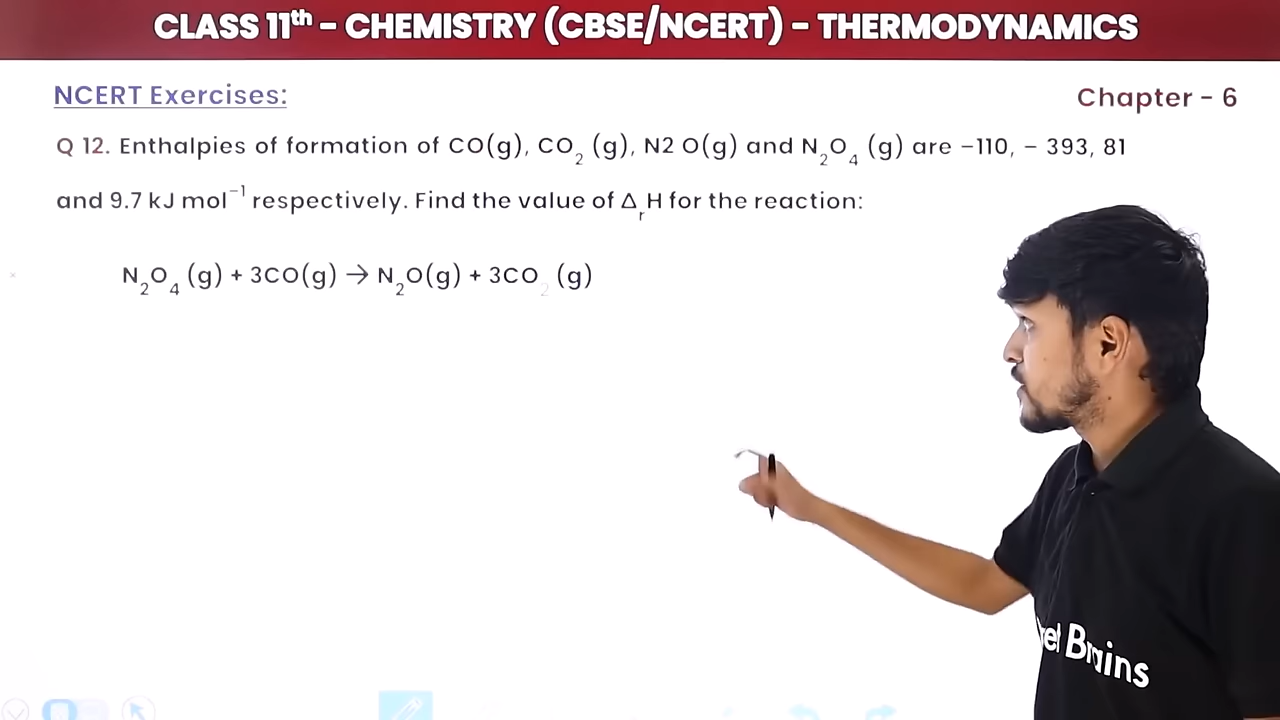 CLASS 11th - CHEMISTRY (CBSE/NCERT) - THERMODYNAMICS
NCERT Exercises:
Chapter - 6
Q 12. Enthalpies of formation of CO(g), CO₂ (g), N2 O(g) and N₂O₄ (g) are -110, - 393, 81
and 9.7 kJ mol⁻¹ respectively. Find the value of ΔᵣH for the reaction:
N₂O₄ (g) + 3CO(g) → N₂O(g) + 3CO₂ (g)
Brains